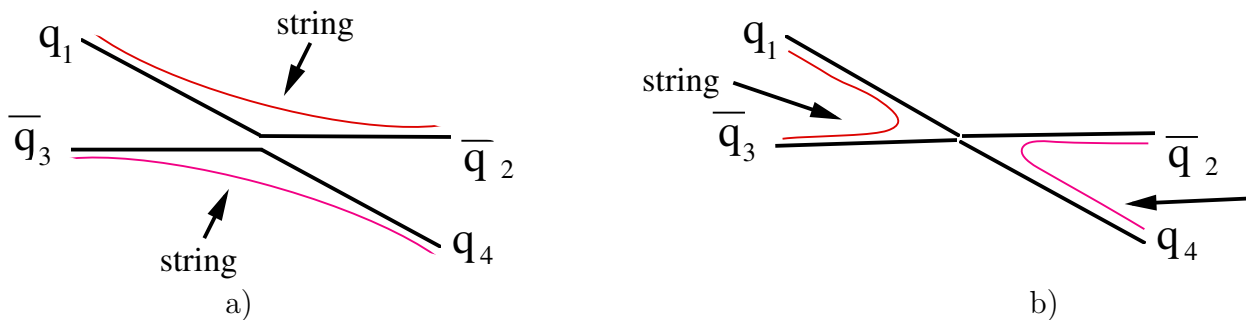 string
q1
q̅3
q̅ 2
string
q4
a)
q1
string
q̅3
q̅ 2
q4
b)